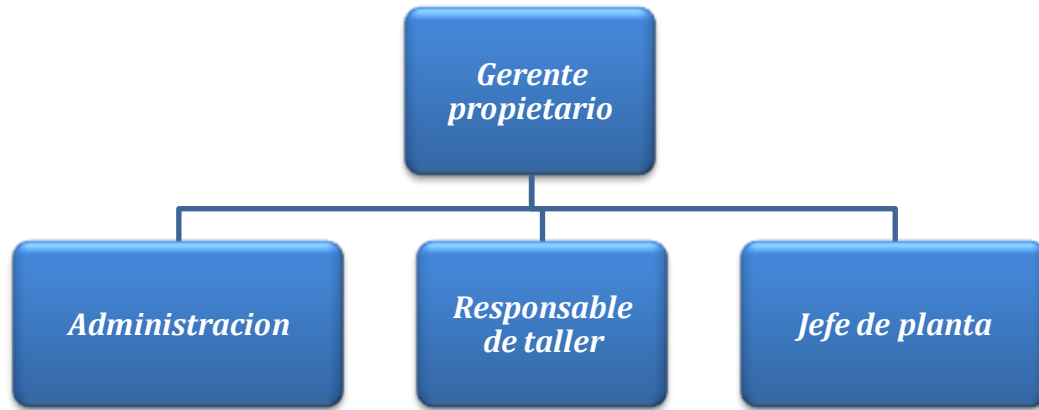 Gerente
propietario
Administracion
Responsable
de taller
Jefe de planta